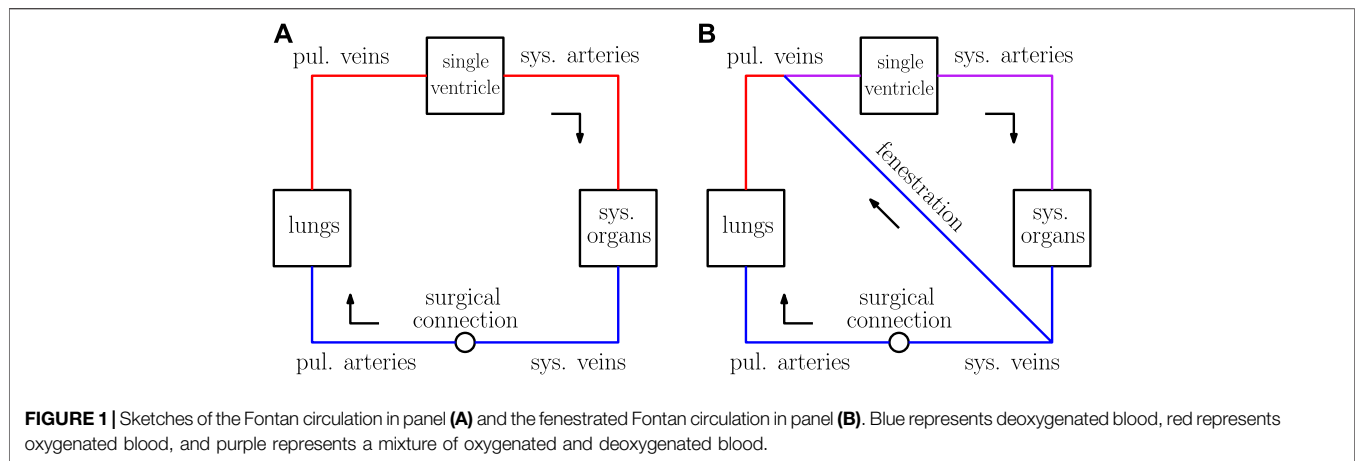 A
pul. veins
single
ventricle
sys. arteries
lungs
sys.
organs
surgical
connection
pul. arteries
sys. veins
B
pul. veins
single
ventricle
sys. arteries
fenestration
lungs
sys.
organs
surgical
connection
pul. arteries
sys. veins
FIGURE 1 | Sketches of the Fontan circulation in panel (A) and the fenestrated Fontan circulation in panel (B). Blue represents deoxygenated blood, red represents
oxygenated blood, and purple represents a mixture of oxygenated and deoxygenated blood.